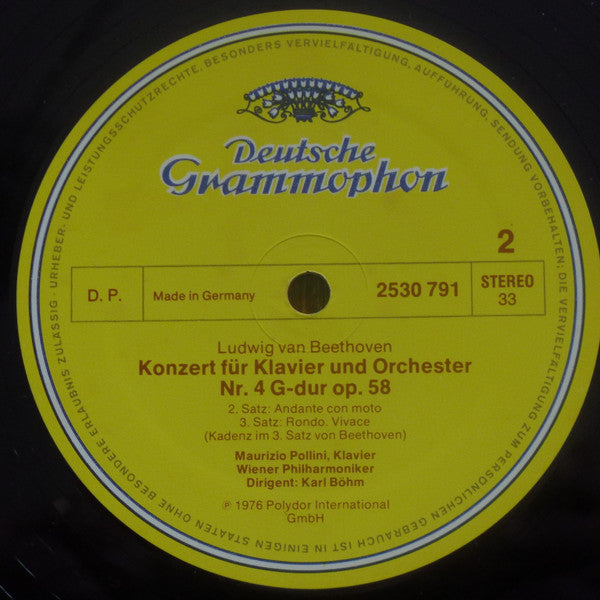 URHEBER- UND LEISTUNGSSCHUTZRECHTE, BESONDERS VERVIELFÄLTIGUNG, AUFFÜHRUNG, SENDUNG VORBEHALTEN; DIE VERVIELFÄLTIGUNG ZUM PERSÖNLICHEN GEBRAUCH IST IN EINIGEN STAATEN OHNE BESONDERE ERLAUBNIS ZULÄSSIG ·
Deutsche
Grammophon
2
D. P.
Made in Germany
2530 791
STEREO
33
Ludwig van Beethoven
Konzert für Klavier und Orchester
Nr. 4 G-dur op. 58
2. Satz: Andante con moto
3. Satz: Rondo. Vivace
(Kadenz im 3. Satz von Beethoven)
Maurizio Pollini, Klavier
Wiener Philharmoniker
Dirigent: Karl Böhm
℗ 1976 Polydor International
GmbH